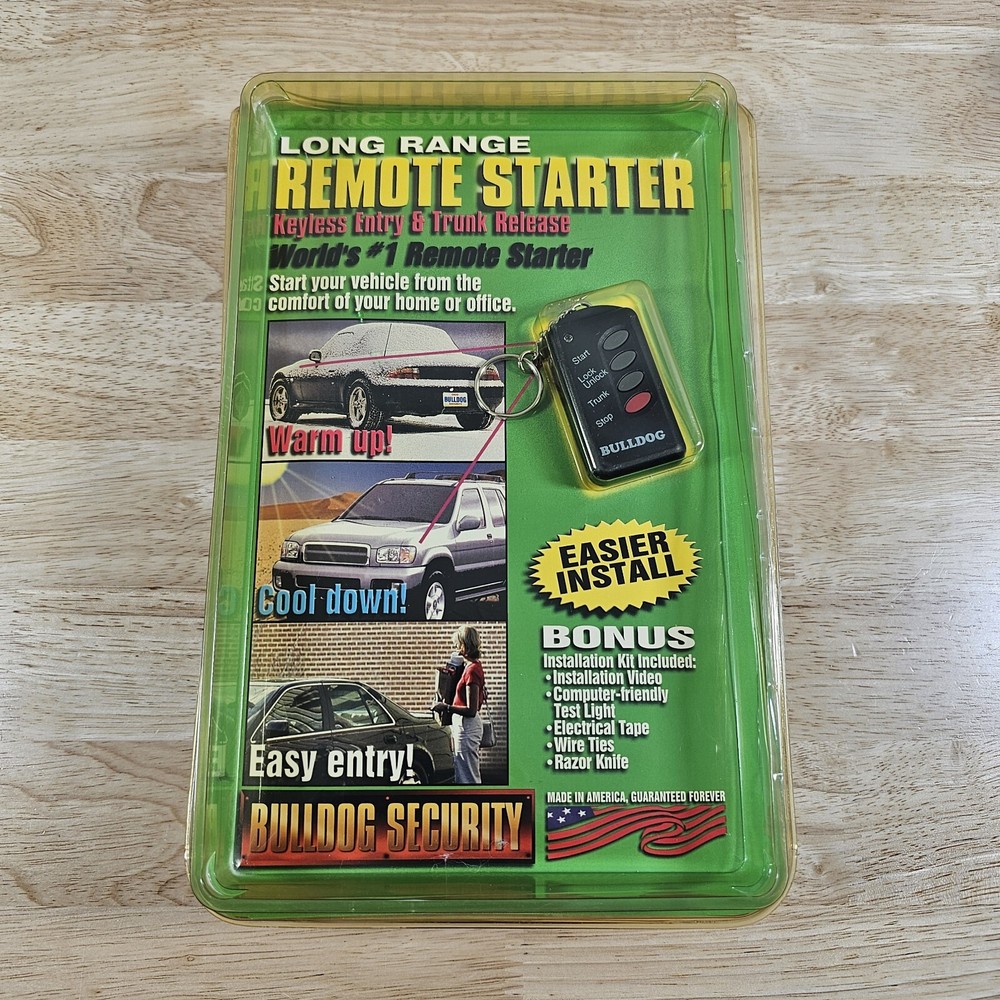 LONG RANGE
REMOTE STARTER
Keyless Entry & Trunk Release
World's #1 Remote Starter
Start your vehicle from the
comfort of your home or office.
BULLDOG
Warm up!
Start
Lock
Unlock
Trunk
Stop
BULLDOG
Cool down!
Easy entry!
EASIER
INSTALL
BONUS
Installation Kit Included:
•Installation Video
•Computer-friendly
Test Light
•Electrical Tape
•Wire Ties
•Razor Knife
BULLDOG SECURITY
MADE IN AMERICA, GUARANTEED FOREVER